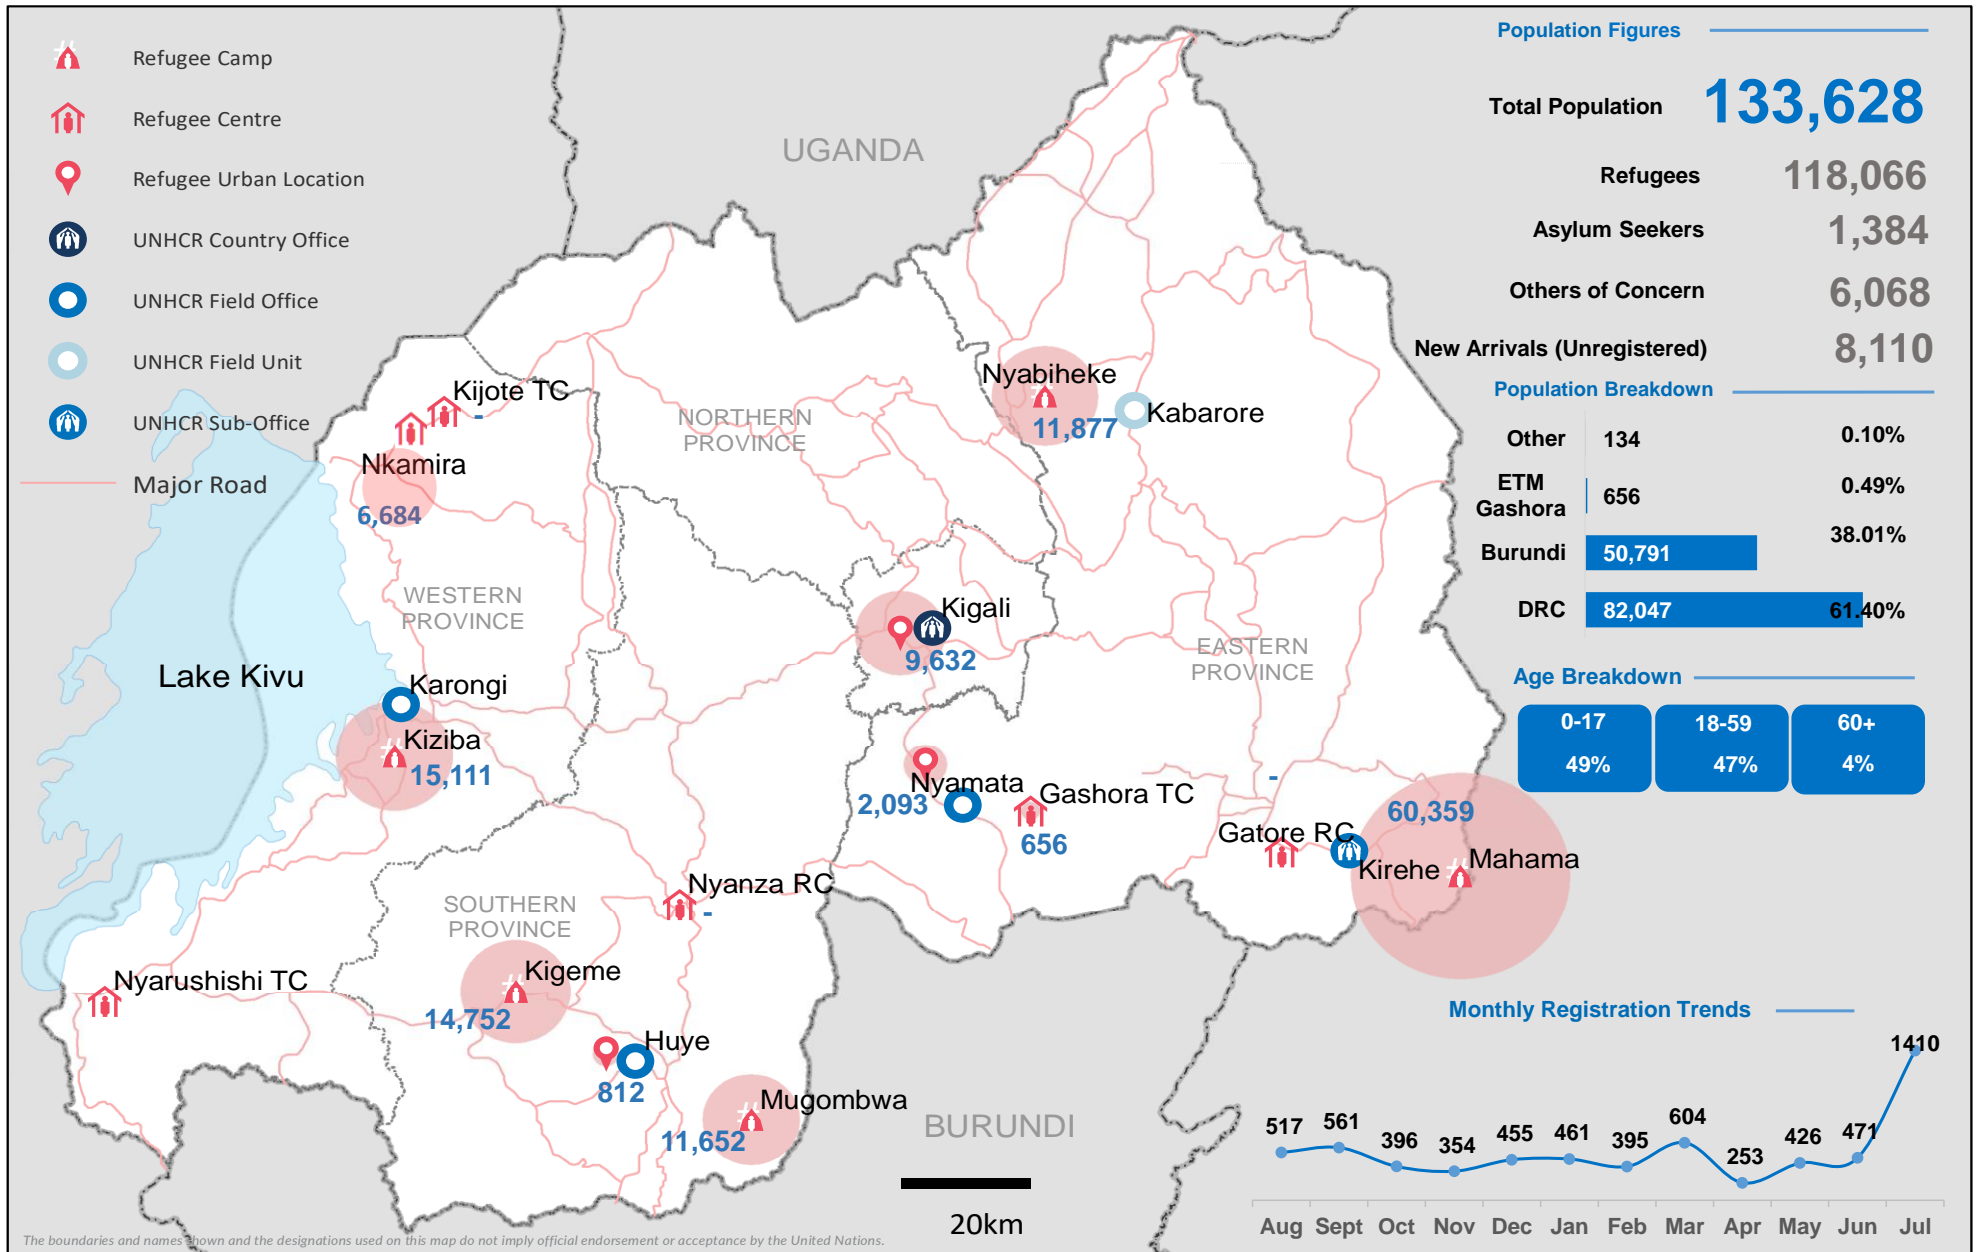 Refugee Camp
Refugee Centre
Refugee Urban Location
UNHCR Country Office
UNHCR Field Office
UNHCR Field Unit
UNHCR Sub-Office
Major Road
UGANDA
NORTHERN
PROVINCE
WESTERN
PROVINCE
EASTERN
PROVINCE
SOUTHERN
PROVINCE
BURUNDI
Lake Kivu
Kijote TC
-
Nkamira
6,684
Nyabiheke
11,877
Kabarore
Kigali
9,632
Karongi
Kiziba
15,111
Nyamata
2,093
Gashora TC
656
-
Gatore RC
60,359
Kirehe
Mahama
Nyanza RC
-
Nyarushishi TC
Kigeme
14,752
Huye
812
Mugombwa
11,652
20km
The boundaries and names shown and the designations used on this map do not imply official endorsement or acceptance by the United Nations.
Population Figures
Total Population 133,628
Refugees 118,066
Asylum Seekers 1,384
Others of Concern 6,068
New Arrivals (Unregistered) 8,110
Population Breakdown
Other 134 0.10%
ETM
Gashora 656 0.49%
Burundi 50,791 38.01%
DRC 82,047 61.40%
Age Breakdown
0-17 18-59 60+
49% 47% 4%
Monthly Registration Trends
517 561 396 354 455 461 395 604 253 426 471 1410
Aug Sept Oct Nov Dec Jan Feb Mar Apr May Jun Jul